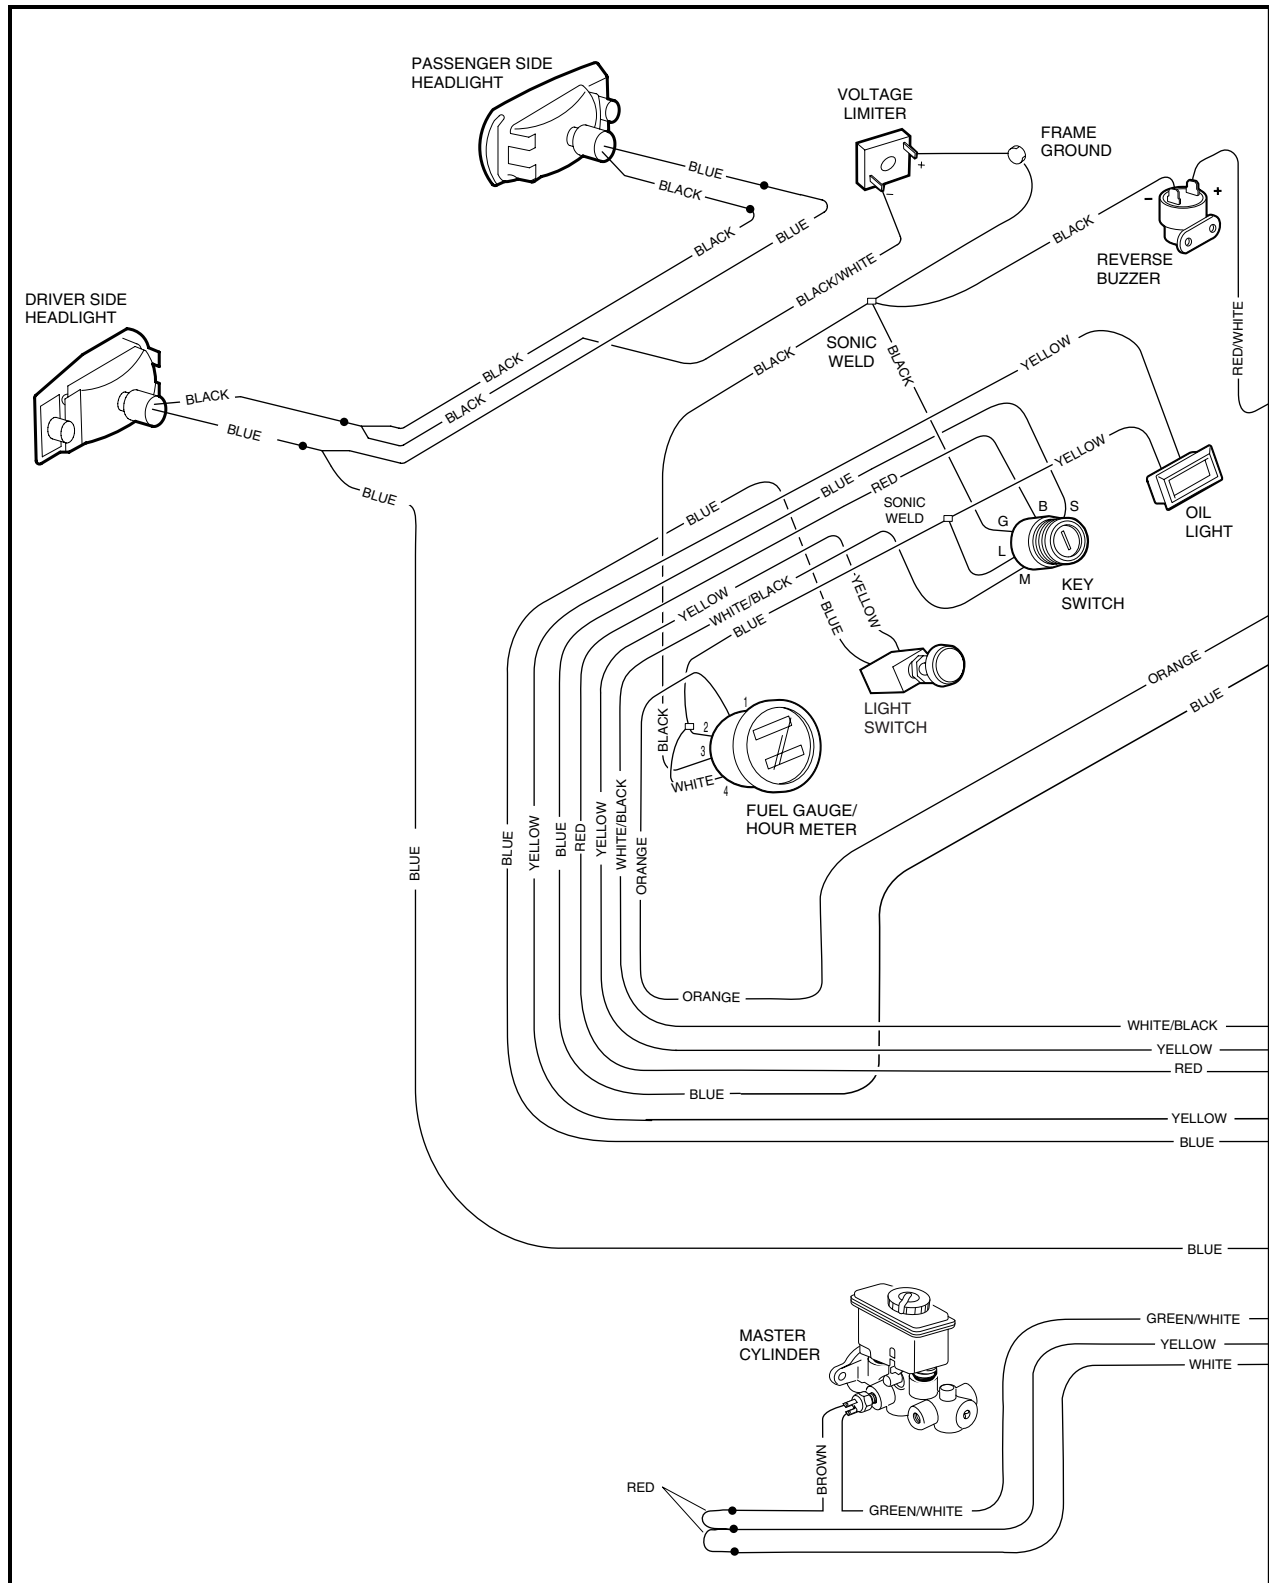 PASSENGER SIDE
HEADLIGHT
VOLTAGE
LIMITER
FRAME
GROUND
+
–
BLUE
BLACK
– +
BLACK
BLUE
BLACK
REVERSE
BUZZER
BLACK/WHITE
DRIVER SIDE
HEADLIGHT
RED/WHITE
SONIC
WELD
BLACK
YELLOW
BLACK
BLACK
BLACK
BLACK
BLUE
YELLOW
BLUE
RED
BLUE
BLUE
SONIC
WELD
B S
G
L
M
OIL
LIGHT
KEY
SWITCH
YELLOW
WHITE/BLACK
BLUE
BLUE
YELLOW
ORANGE
BLUE
LIGHT
SWITCH
1
2
3
4
BLACK
WHITE
FUEL GAUGE/
HOUR METER
BLUE
BLUE
YELLOW
BLUE
RED
YELLOW
WHITE/BLACK
ORANGE
ORANGE
WHITE/BLACK
YELLOW
RED
BLUE
YELLOW
BLUE
BLUE
MASTER
CYLINDER
GREEN/WHITE
YELLOW
WHITE
BROWN
RED
GREEN/WHITE